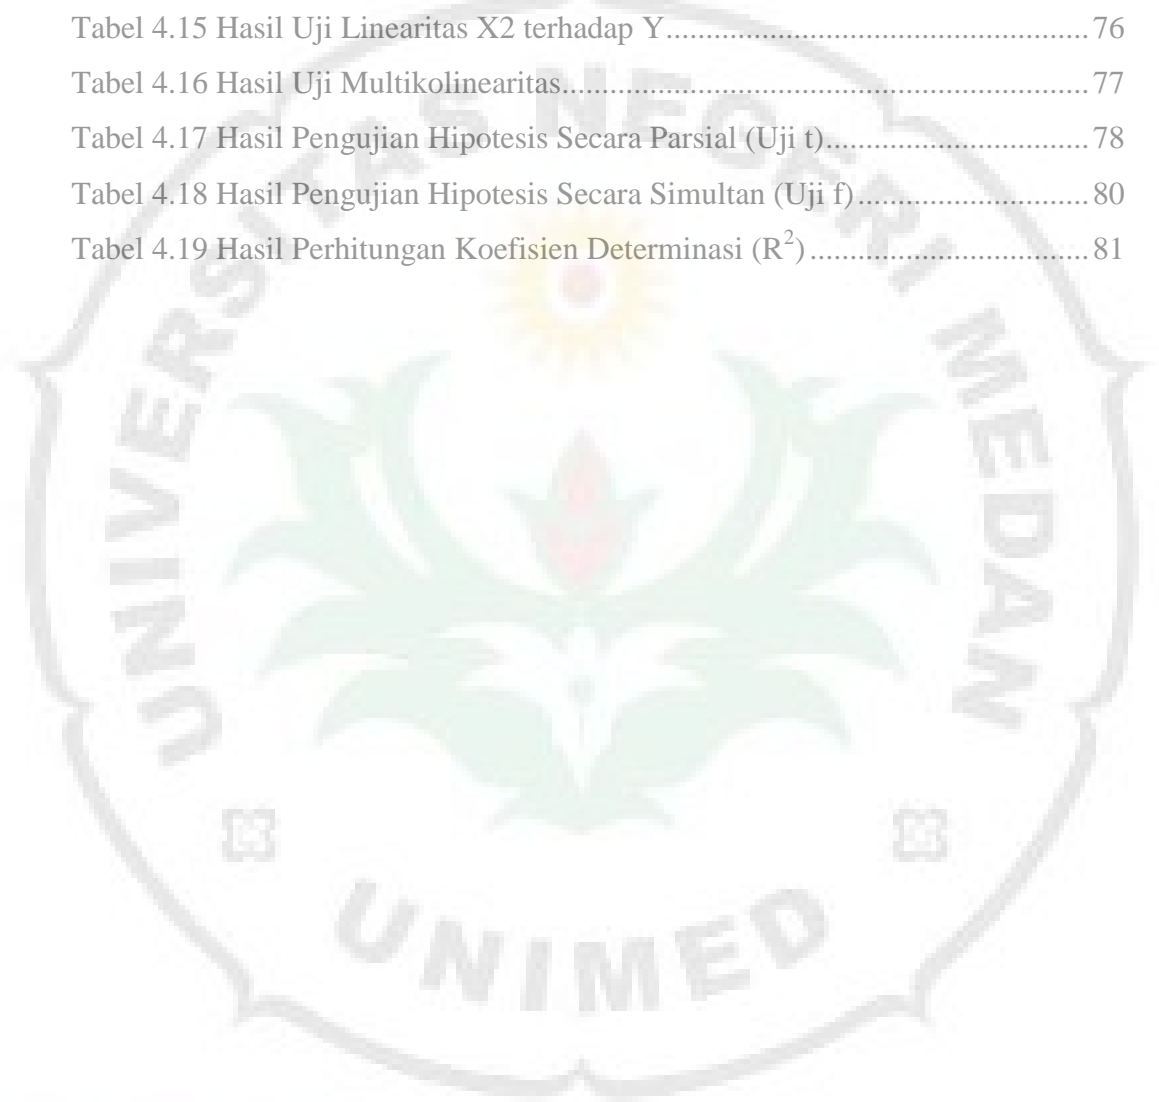 Tabel 4.15 Hasil Uji Linearitas X2 terhadap Y..................................................... 76
Tabel 4.16 Hasil Uji Multikolinearitas.................................................................. 77
Tabel 4.17 Hasil Pengujian Hipotesis Secara Parsial (Uji t)................................. 78
Tabel 4.18 Hasil Pengujian Hipotesis Secara Simultan (Uji f)............................. 80
Tabel 4.19 Hasil Perhitungan Koefisien Determinasi (R²)................................... 81
UNIVERSITAS NEGERI MEDAN
UNIMED